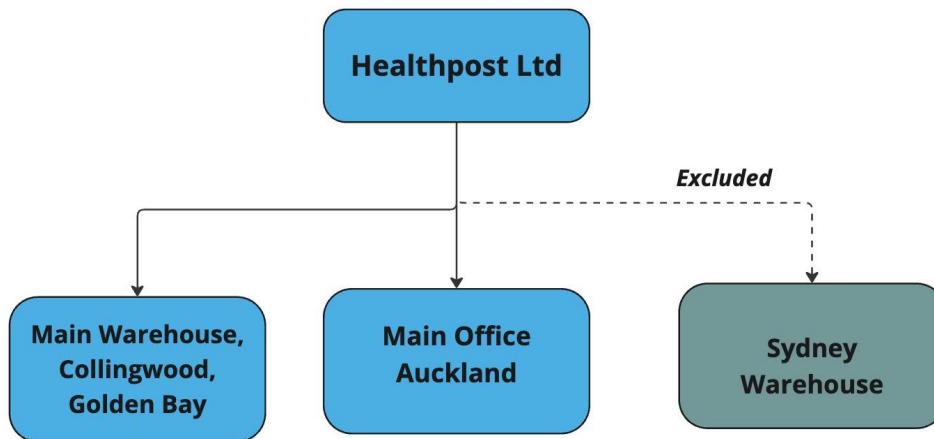 Healthpost Ltd
Excluded
Main Warehouse,
Collingwood,
Golden Bay
Main Office
Auckland
Sydney
Warehouse